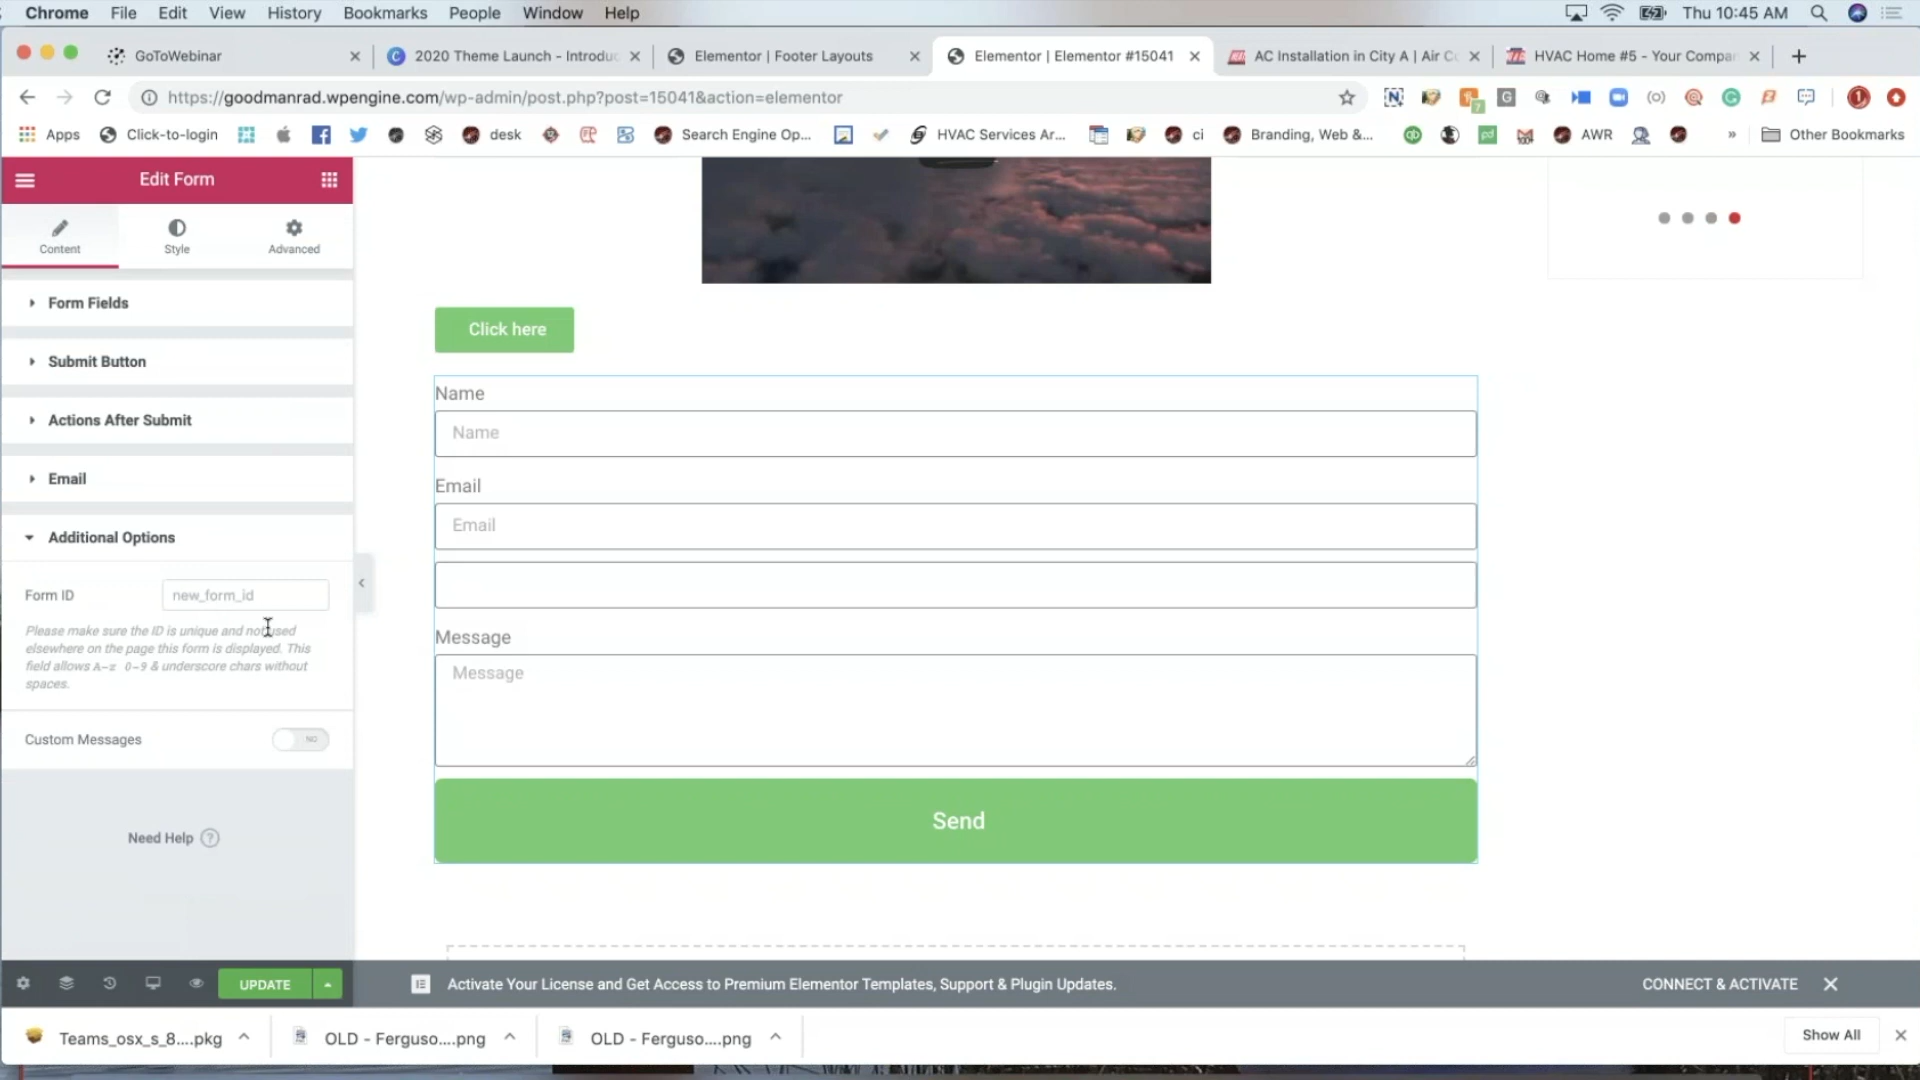 Chrome File Edit View History Bookmarks People Window Help Thu 10:45 AM
GoToWebinar
2020 Theme Launch - Introduc
Elementor | Footer Layouts
Elementor | Elementor #15041
AC Installation in City A | Air Co
HVAC Home #5 - Your Compan
https://goodmanrad.wpengine.com/wp-admin/post.php?post=15041&action=elementor
Apps Click-to-login desk Search Engine Op... HVAC Services Ar... ci Branding, Web &... AWR » Other Bookmarks
Edit Form
Content Style Advanced
Form Fields
Submit Button
Actions After Submit
Email
Additional Options
Form ID new_form_id
Please make sure the ID is unique and not used
elsewhere on the page this form is displayed. This
field allows A-z 0-9 & underscore chars without
spaces.
Custom Messages NO
Need Help ?
UPDATE
Click here
Name
Name
Email
Email
Message
Message
Send
Activate Your License and Get Access to Premium Elementor Templates, Support & Plugin Updates. CONNECT & ACTIVATE
Teams_osx_s_8....pkg OLD - Ferguso....png OLD - Ferguso....png Show All